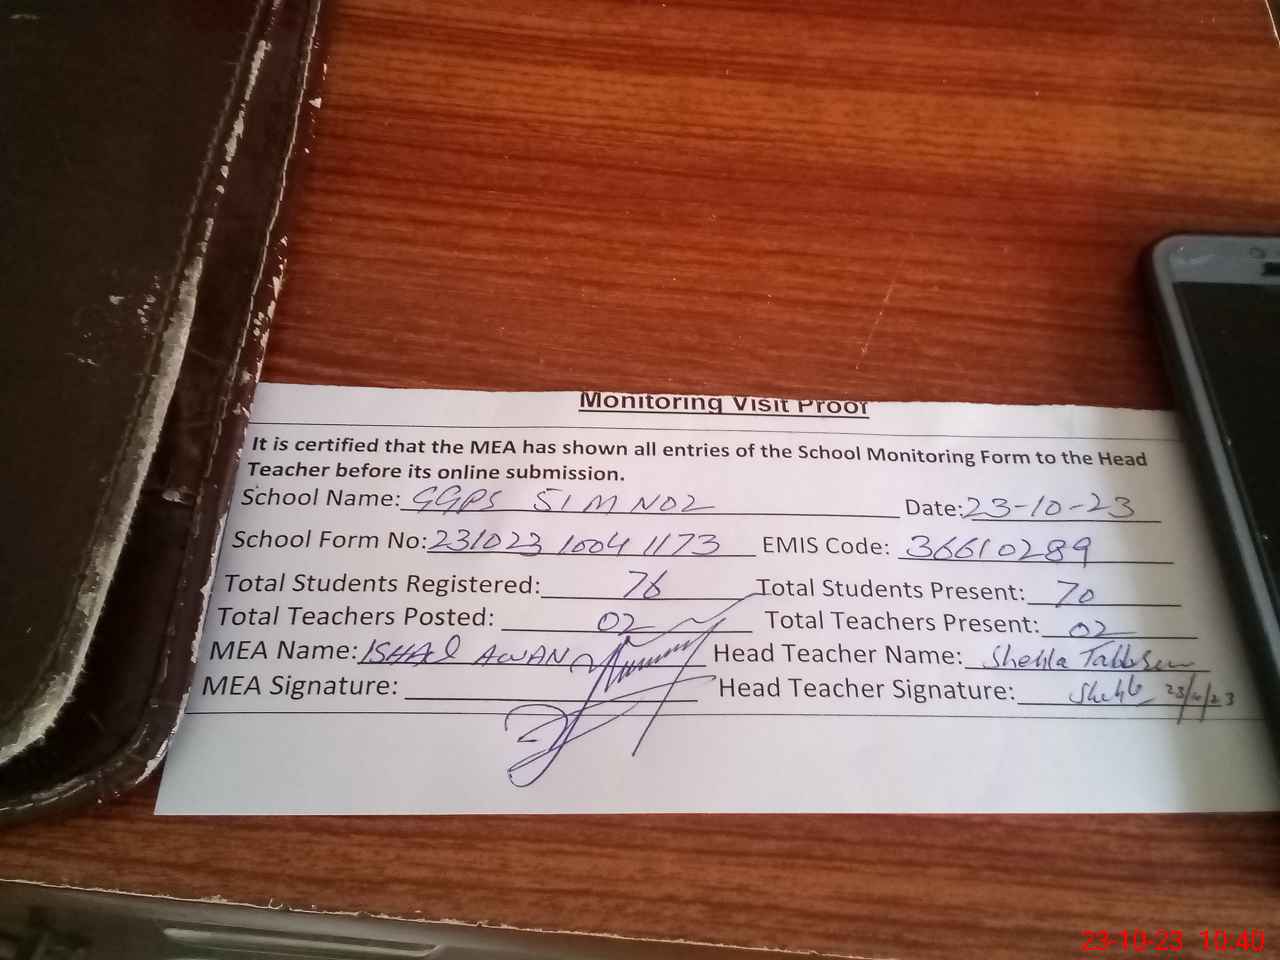 Monitoring Visit Proof
It is certified that the MEA has shown all entries of the School Monitoring Form to the Head
Teacher before its online submission.
School Name: GGPS 51 M NO2 Date: 23-10-23
School Form No: 231023 1004 1173 EMIS Code: 36610289
Total Students Registered: 76 Total Students Present: 70
Total Teachers Posted: 02 Total Teachers Present: 02
MEA Name: ISHAQ AWAN Head Teacher Name: Shehla
MEA Signature: Head Teacher Signature: 23/10/23
23-10-23 10:40